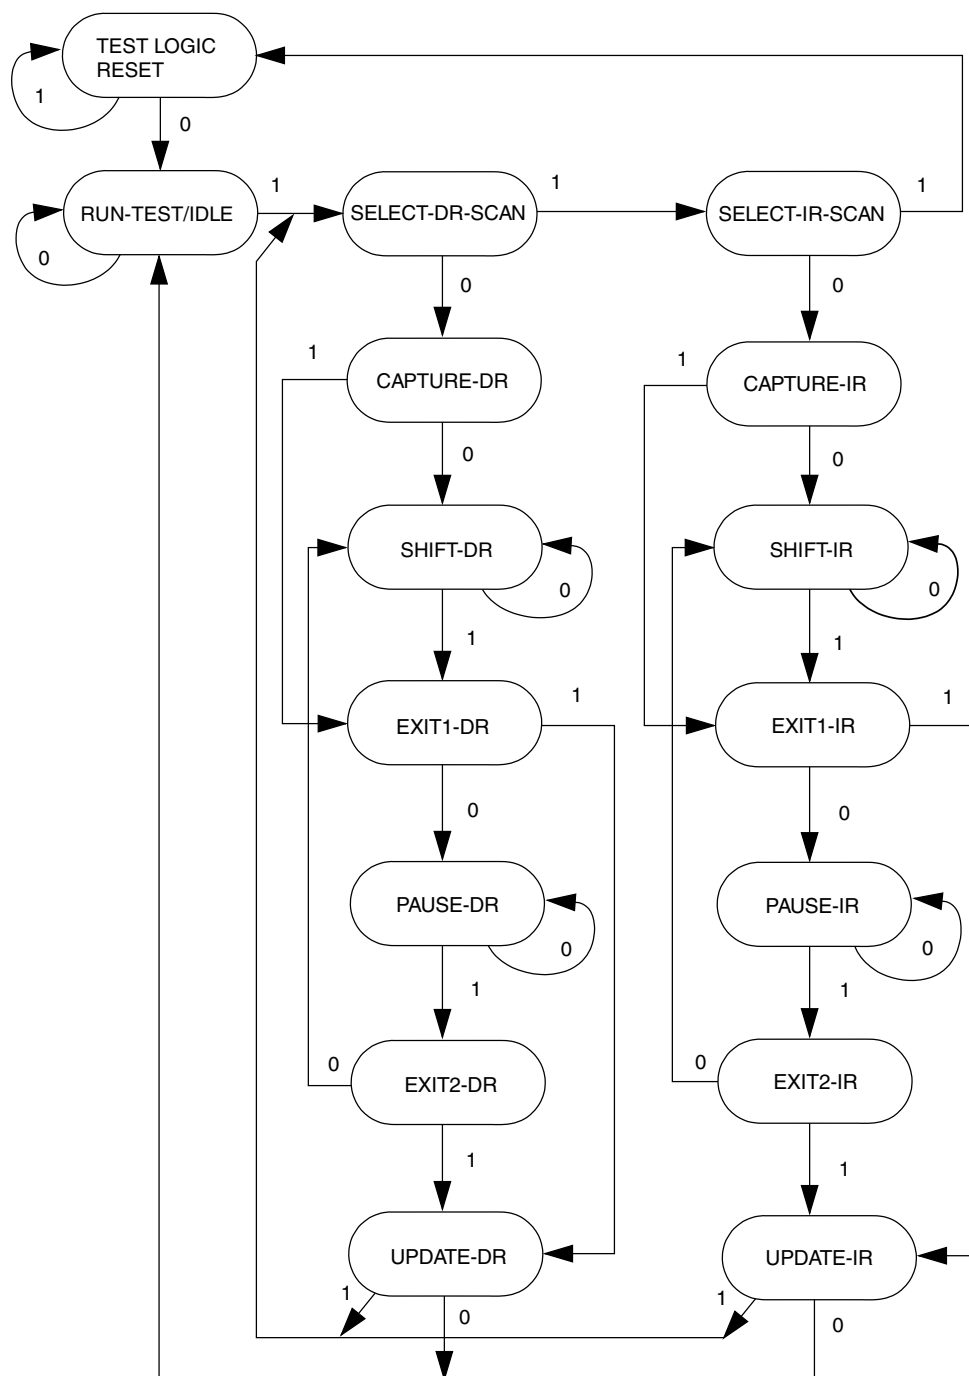 TEST LOGIC
RESET
1
0
RUN-TEST/IDLE
0
1
SELECT-DR-SCAN
1
SELECT-IR-SCAN
1
0
0
1
CAPTURE-DR
0
1
CAPTURE-IR
0
SHIFT-DR
0
1
SHIFT-IR
0
1
EXIT1-DR
1
0
EXIT1-IR
1
0
PAUSE-DR
0
1
PAUSE-IR
0
1
0
EXIT2-DR
1
0
EXIT2-IR
1
UPDATE-DR
1
0
UPDATE-IR
1
0